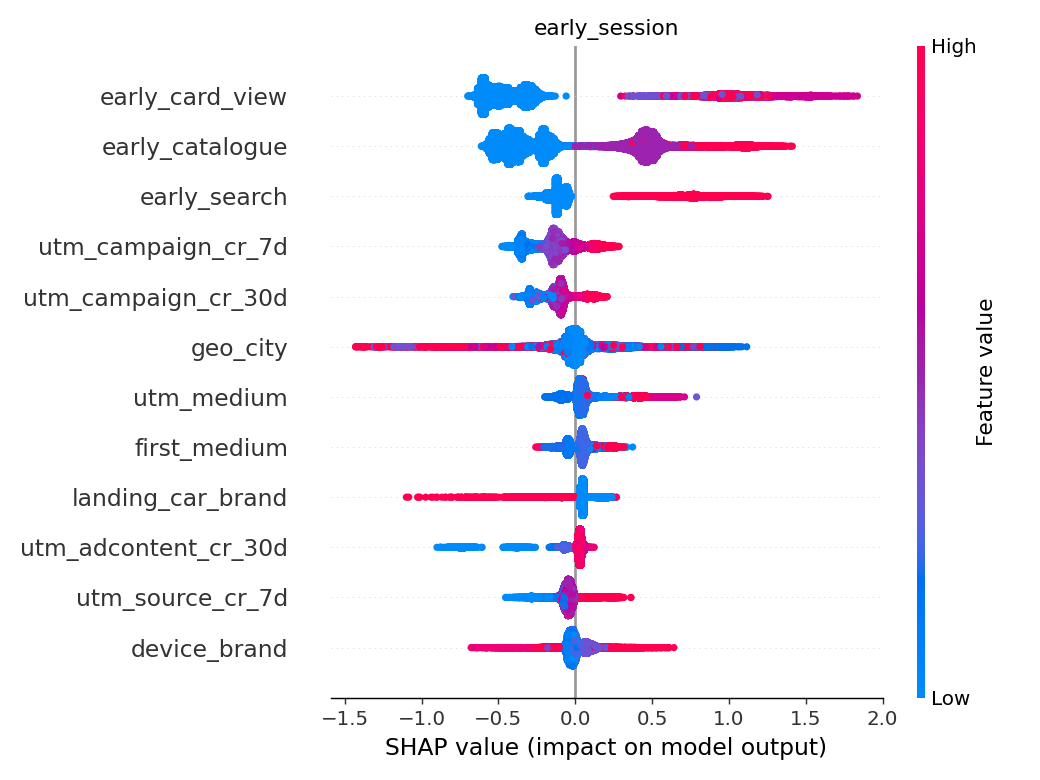 early_session
High
early_card_view
early_catalogue
early_search
utm_campaign_cr_7d
utm_campaign_cr_30d
geo_city
utm_medium
first_medium
landing_car_brand
utm_adcontent_cr_30d
utm_source_cr_7d
device_brand
Feature value
Low
−1.5 −1.0 −0.5 0.0 0.5 1.0 1.5 2.0
SHAP value (impact on model output)